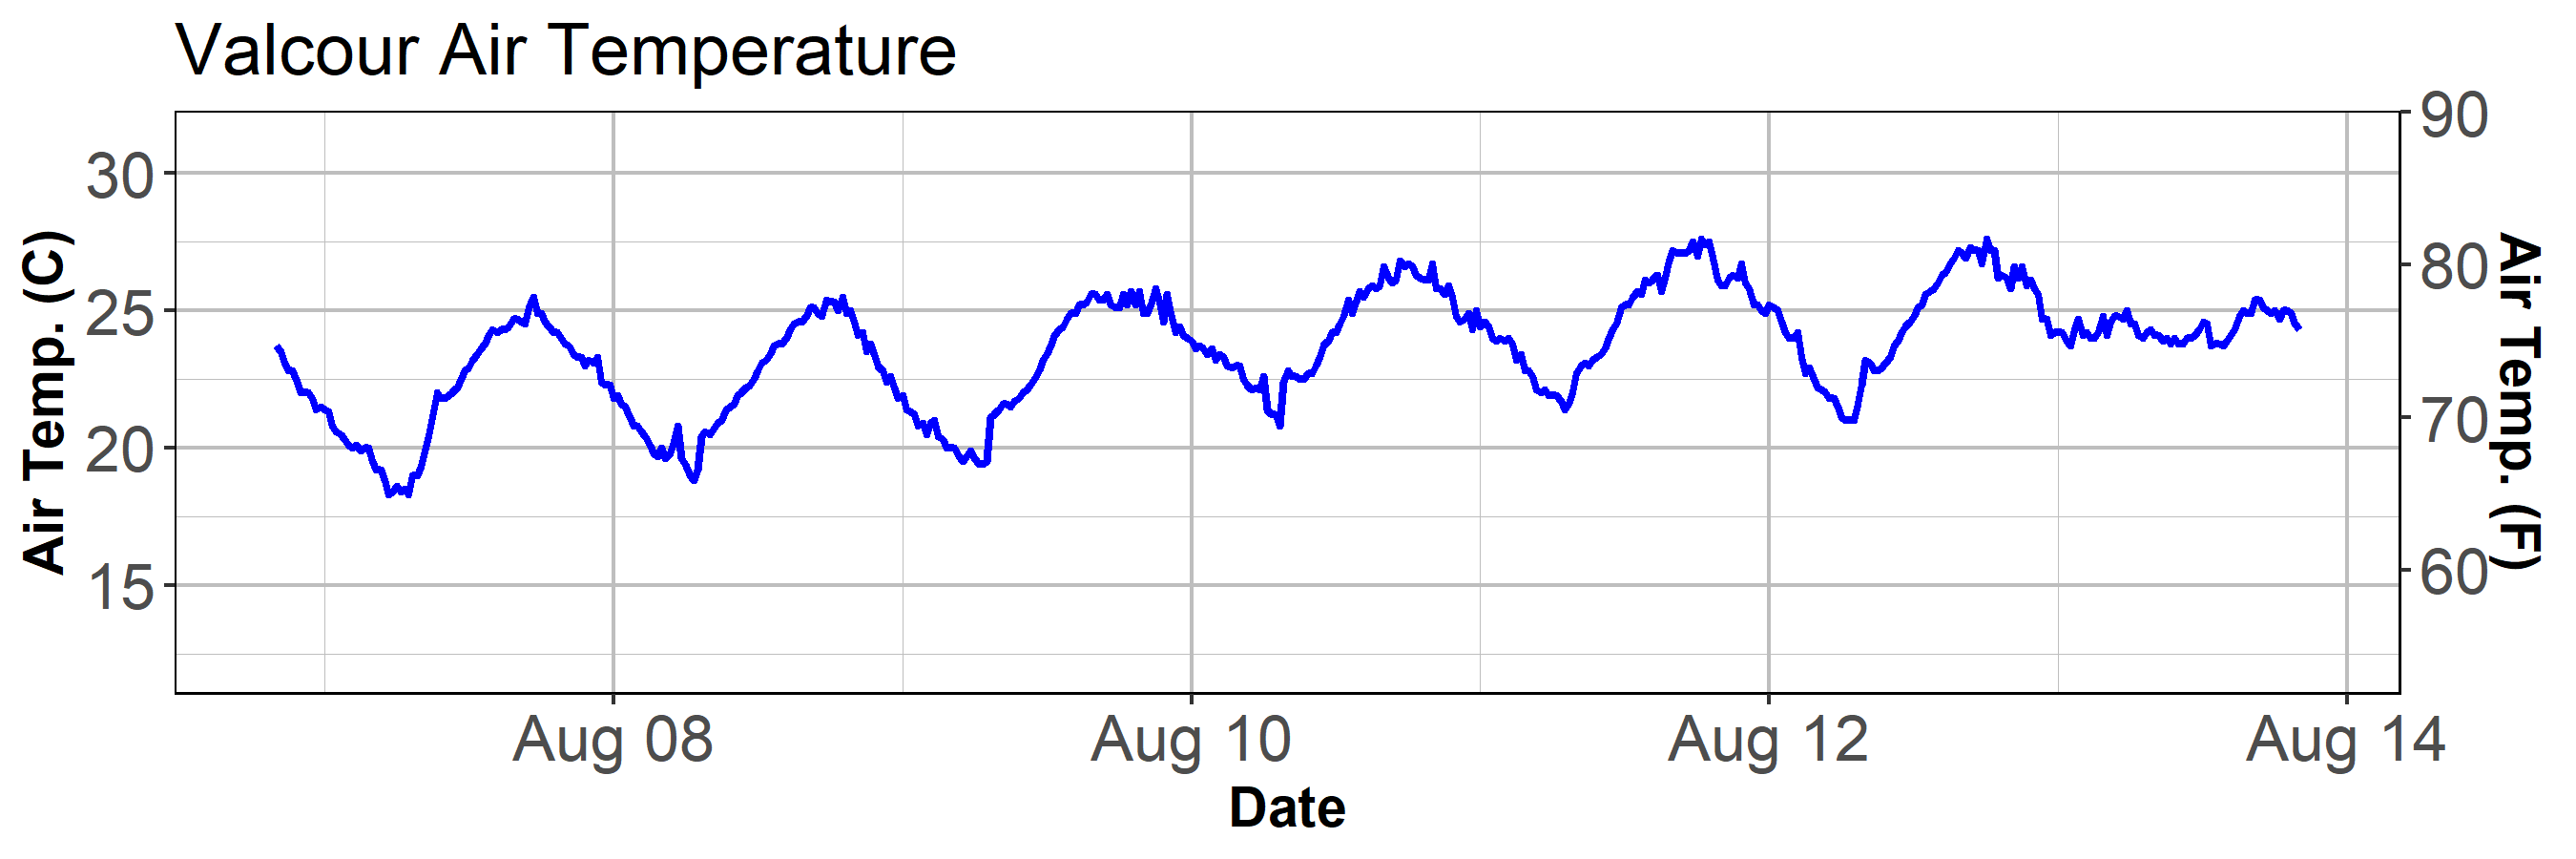 Valcour Air Temperature
Air Temp. (C)
30
25
20
15
90
80
70
60
Air Temp. (F)
Aug 08
Aug 10
Aug 12
Aug 14
Date